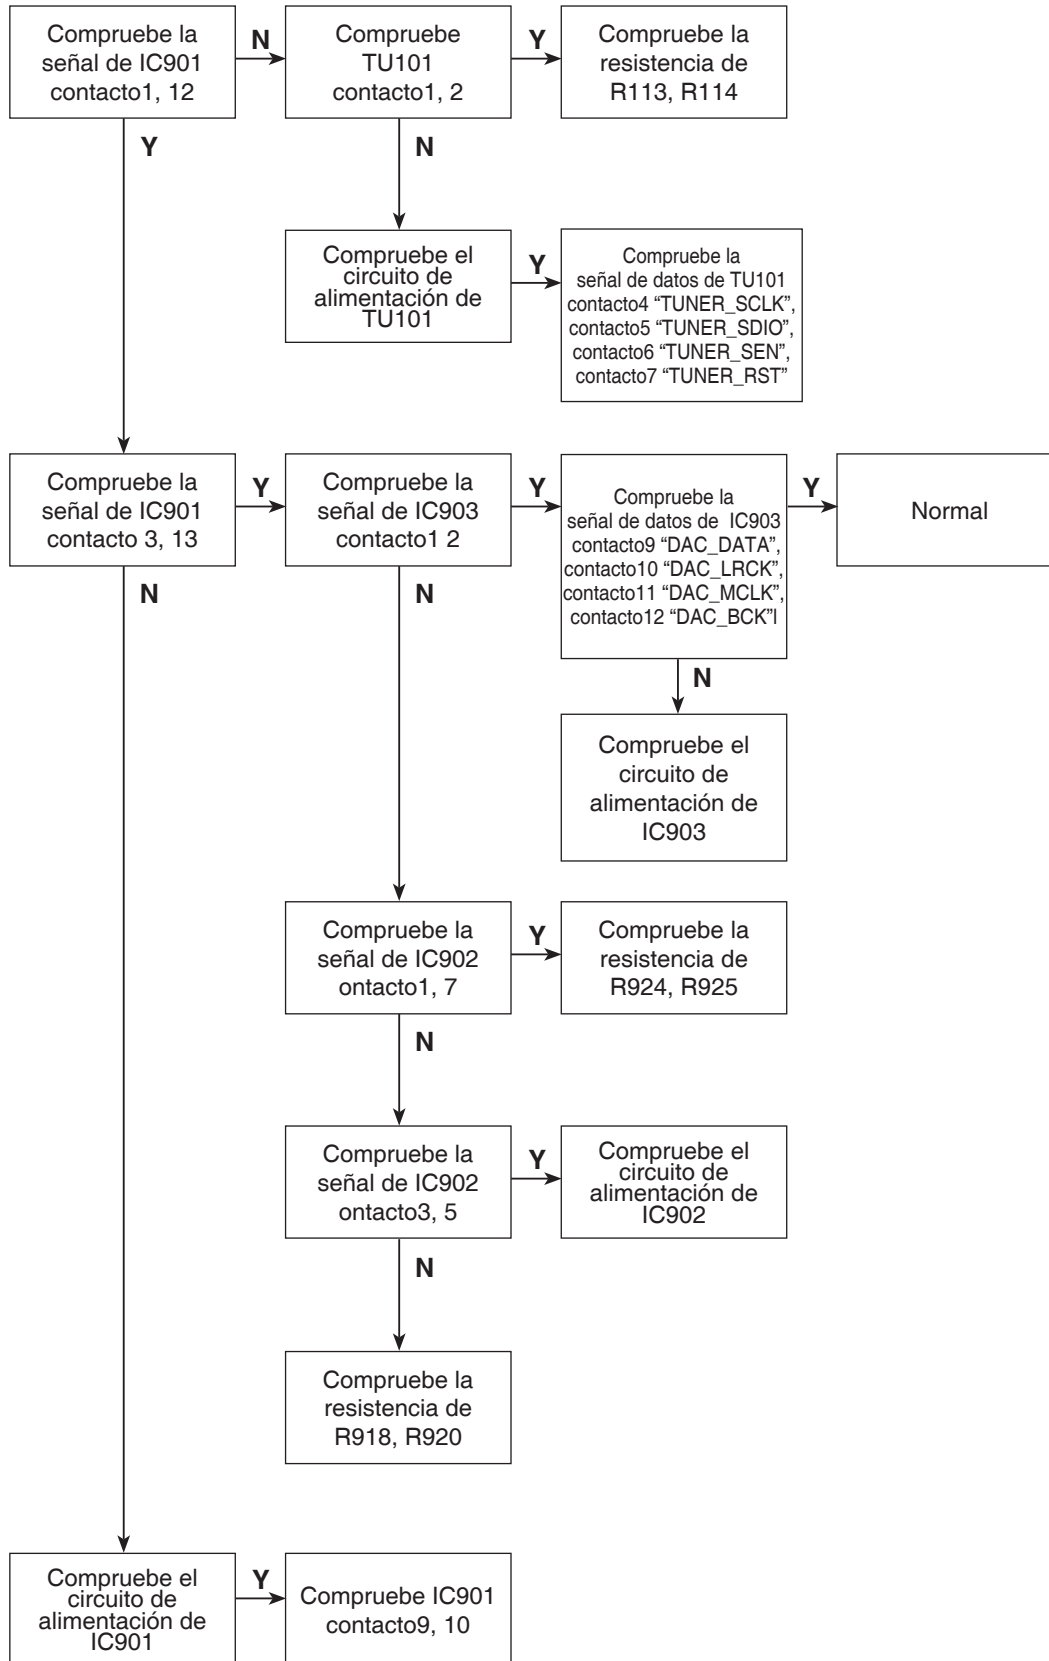 Compruebe la
señal de IC901
contacto1, 12
N
Compruebe
TU101
contacto1, 2
Y
Compruebe la
resistencia de
R113, R114
Y
N
Compruebe el
circuito de
alimentación de
TU101
Y
Compruebe la
señal de datos de TU101
contacto4 “TUNER_SCLK”,
contacto5 “TUNER_SDIO”,
contacto6 “TUNER_SEN”,
contacto7 “TUNER_RST”
Compruebe la
señal de IC901
contacto 3, 13
Y
Compruebe la
señal de IC903
contacto1 2
Y
Compruebe la
señal de datos de IC903
contacto9 “DAC_DATA”,
contacto10 “DAC_LRCK”,
contacto11 “DAC_MCLK”,
contacto12 “DAC_BCK”l
Y
Normal
N
N
N
Compruebe el
circuito de
alimentación de
IC903
Compruebe la
señal de IC902
ontacto1, 7
Y
Compruebe la
resistencia de
R924, R925
N
Compruebe la
señal de IC902
ontacto3, 5
Y
Compruebe el
circuito de
alimentación de
IC902
N
Compruebe la
resistencia de
R918, R920
Compruebe el
circuito de
alimentación de
IC901
Y
Compruebe IC901
contacto9, 10